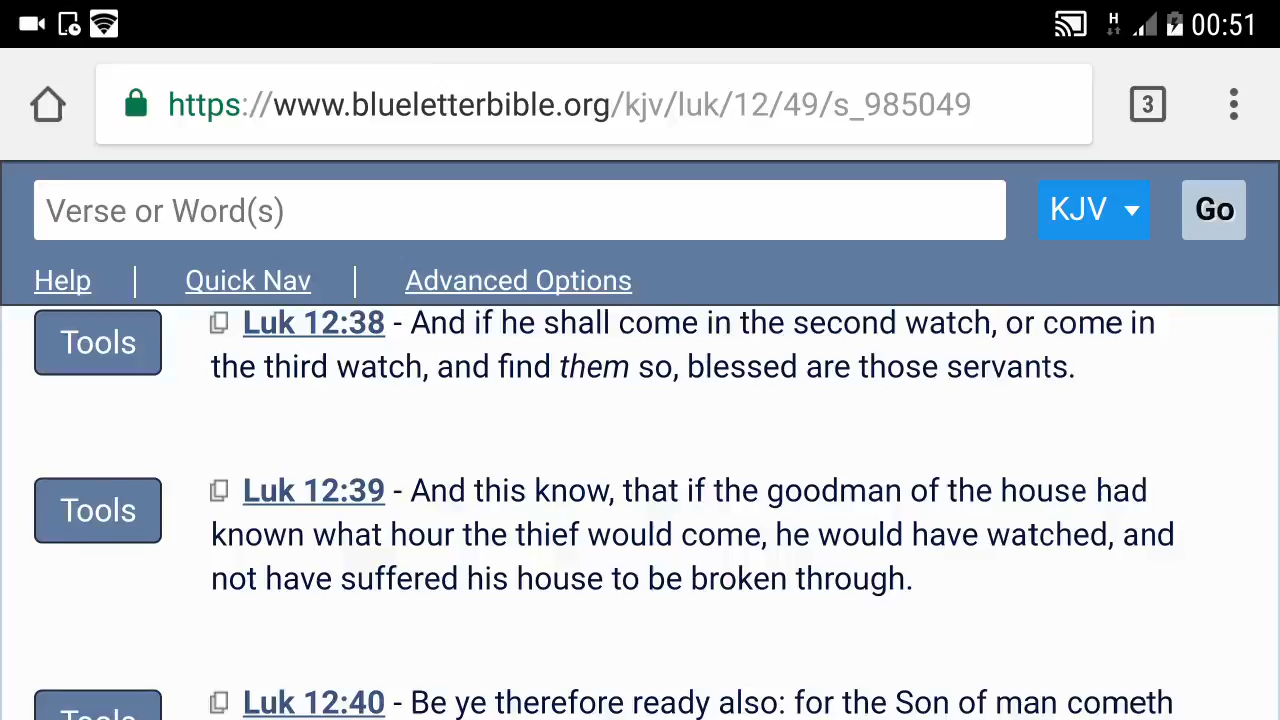 H 00:51
https://www.blueletterbible.org/kjv/luk/12/49/s_985049
3
Verse or Word(s)
KJV
Go
Help | Quick Nav | Advanced Options
Tools
Luk 12:38 - And if he shall come in the second watch, or come in
the third watch, and find them so, blessed are those servants.
Tools
Luk 12:39 - And this know, that if the goodman of the house had
known what hour the thief would come, he would have watched, and
not have suffered his house to be broken through.
Tools
Luk 12:40 - Be ye therefore ready also: for the Son of man cometh